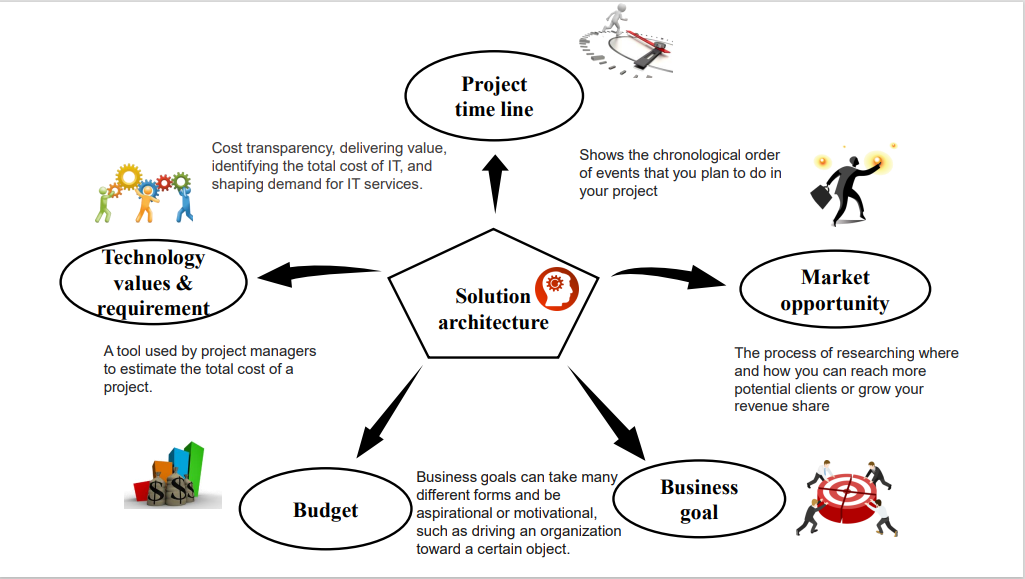 Project
time line
Cost transparency, delivering value,
identifying the total cost of IT, and
shaping demand for IT services.
Shows the chronological order
of events that you plan to do in
your project
Technology
values &
requirement
Solution
architecture
Market
opportunity
A tool used by project managers
to estimate the total cost of a
project.
The process of researching where
and how you can reach more
potential clients or grow your
revenue share
$ $
Budget
Business goals can take many
different forms and be
aspirational or motivational,
such as driving an organization
toward a certain object.
Business
goal